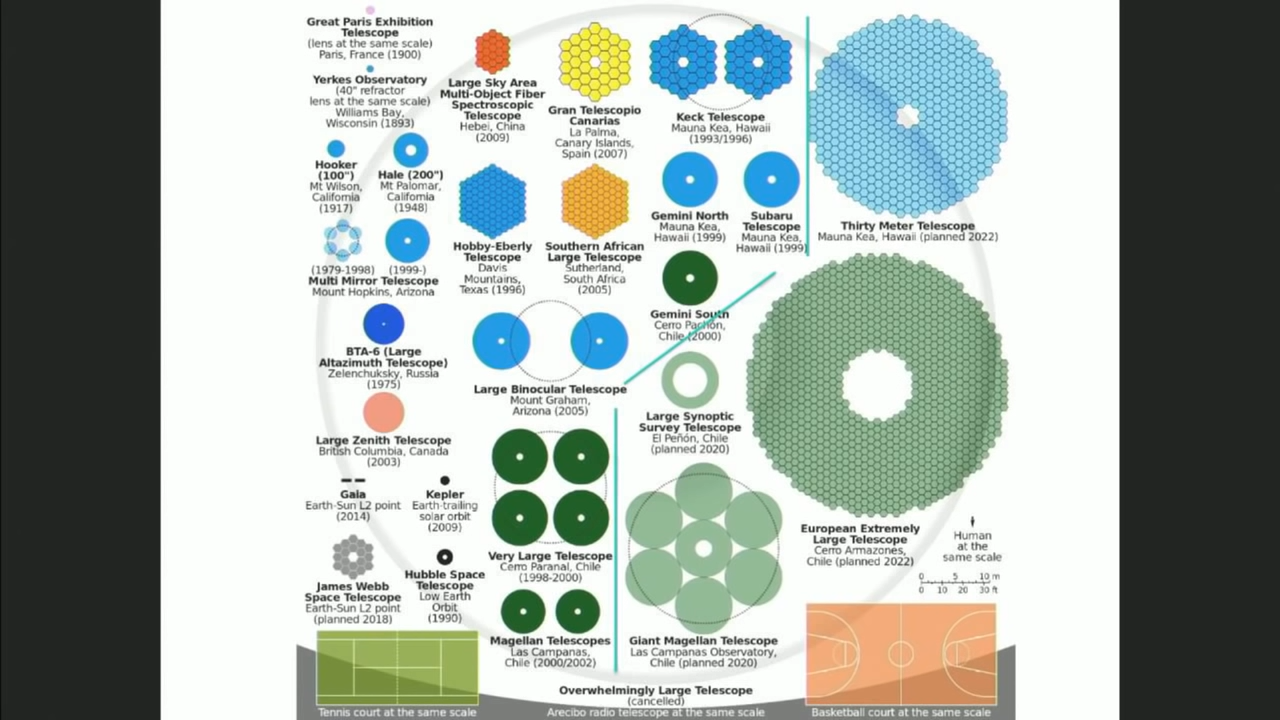 Great Paris Exhibition
Telescope
(lens at the same scale)
Paris, France (1900)
Yerkes Observatory
(40" refractor
lens at the same scale)
Williams Bay,
Wisconsin (1893)
Hooker
(100")
Mt Wilson,
California
(1917)
Hale (200")
Mt Palomar,
California
(1948)
(1979-1998) (1999-)
Multi Mirror Telescope
Mount Hopkins, Arizona
BTA-6 (Large
Altazimuth Telescope)
Zelenchuksky, Russia
(1975)
Large Zenith Telescope
British Columbia, Canada
(2003)
Gaia
Earth-Sun L2 point
(2014)
Kepler
Earth-trailing
solar orbit
(2009)
James Webb
Space Telescope
Earth-Sun L2 point
(planned 2018)
Hubble Space
Telescope
Low Earth
Orbit
(1990)
Tennis court at the same scale
Large Sky Area
Multi-Object Fiber
Spectroscopic
Telescope
Hebei, China
(2009)
Gran Telescopio
Canarias
La Palma,
Canary Islands,
Spain (2007)
Hobby-Eberly
Telescope
Davis
Mountains,
Texas (1996)
Southern African
Large Telescope
Sutherland,
South Africa
(2005)
Large Binocular Telescope
Mount Graham,
Arizona (2005)
Very Large Telescope
Cerro Paranal, Chile
(1998-2000)
Magellan Telescopes
Las Campanas,
Chile (2000/2002)
Keck Telescope
Mauna Kea, Hawaii
(1993/1996)
Gemini North
Mauna Kea,
Hawaii (1999)
Subaru
Telescope
Mauna Kea,
Hawaii (1999)
Gemini South
Cerro Pachón,
Chile (2000)
Large Synoptic
Survey Telescope
El Peñón, Chile
(planned 2020)
Giant Magellan Telescope
Las Campanas Observatory,
Chile (planned 2020)
Overwhelmingly Large Telescope
(cancelled)
Arecibo radio telescope at the same scale
Thirty Meter Telescope
Mauna Kea, Hawaii (planned 2022)
European Extremely
Large Telescope
Cerro Armazones,
Chile (planned 2022)
Human
at the
same scale
0 5 10 m
0 10 20 30 ft
Basketball court at the same scale